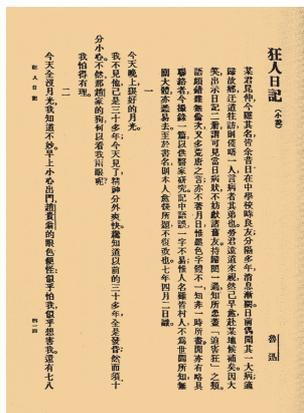 狂人日記 (小說)
魯迅
某君昆仲，今隱其名，皆余昔日在中學校時良友；分隔多年，消息漸闕。日前偶聞其一大病；適
歸故鄉，迂道往訪，則僅晤一人，言病者其弟也。勞君遠道來視，然已早愈，赴某地候補矣。因大
笑，出示日記二冊，謂可見當日病狀，不妨獻諸舊友。持歸閱一過，知所患蓋「迫害狂」之類。
語頗錯雜無倫次，又多荒唐之言；亦不著月日，惟墨色字體不一，知非一時所書。間亦有略具
聯絡者，今撮錄一篇，以供醫家研究。記中語誤，一字不易；惟人名雖皆村人，不為世間所知，無
關大體，亦悉易去。至於書名，則本人愈後所題，不復改也。七年四月二日識。
一
今天晚上，很好的月光。
我不見他，已是三十多年；今天見了，精神分外爽快。纔知道以前的三十多年，全是發昏；然而須十
分小心。不然，那趙家的狗，何以看我兩眼呢？
我怕得有理。
二
今天全沒月光，我知道不妙。早上小心出門，趙貴翁的眼色便怪：似乎怕我，似乎想害我。還有七八
狂人日記
四一四